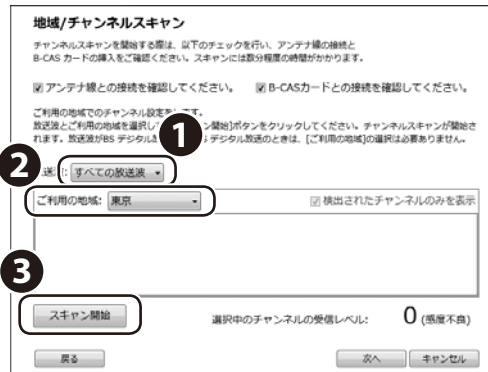 地域/チャンネルスキャン
チャンネルスキャンを開始する際は、以下のチェックを行い、アンテナ線の接続と
B-CAS カードの挿入をご確認ください。スキャンには数分程度の時間がかかります。
アンテナ線との接続を確認してください。 B-CASカードとの接続を確認してください。
ご利用の地域でのチャンネル設定を す。
放送波とご利用の地域を選択し ン開始]ボタンをクリックしてください。チャンネルスキャンが開始さ
れます。放送波がBS デジタル デジタル放送のときは、[ご利用の地域]の選択は必要ありません。
1
2
送 : すべての放送波
ご利用の地域: 東京 検出されたチャンネルのみを表示
3
スキャン開始 選択中のチャンネルの受信レベル: 0 (感度不良)
戻る 次へ キャンセル